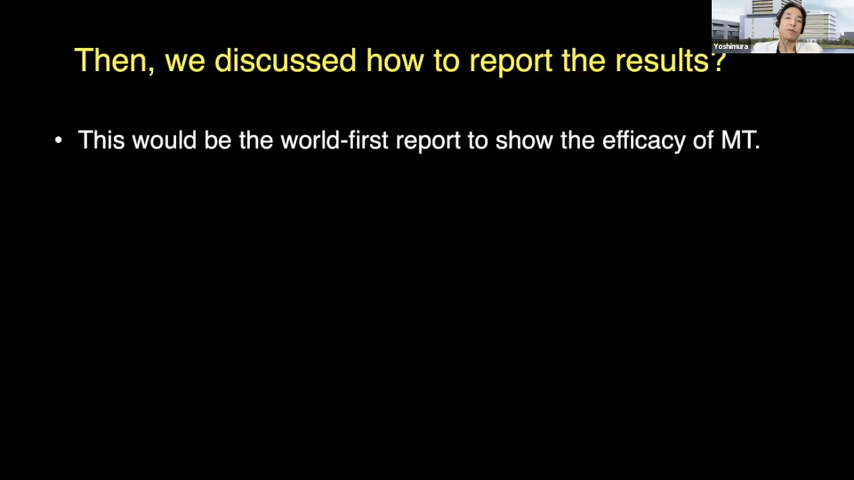 Yoshimura
Then, we discussed how to report the results?
• This would be the world-first report to show the efficacy of MT.